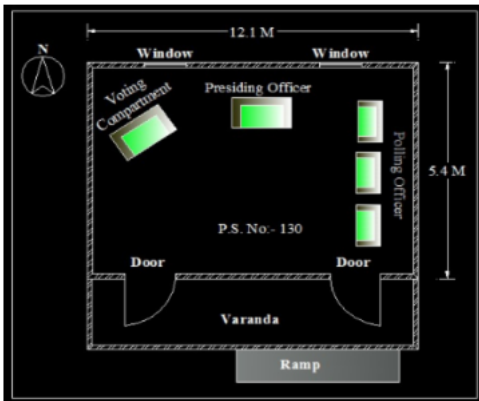 12.1 M
N
Window
Window
Voting
Compartment
Presiding Officer
Polling Officer
5.4 M
P.S. No:- 130
Door
Door
Varanda
Ramp